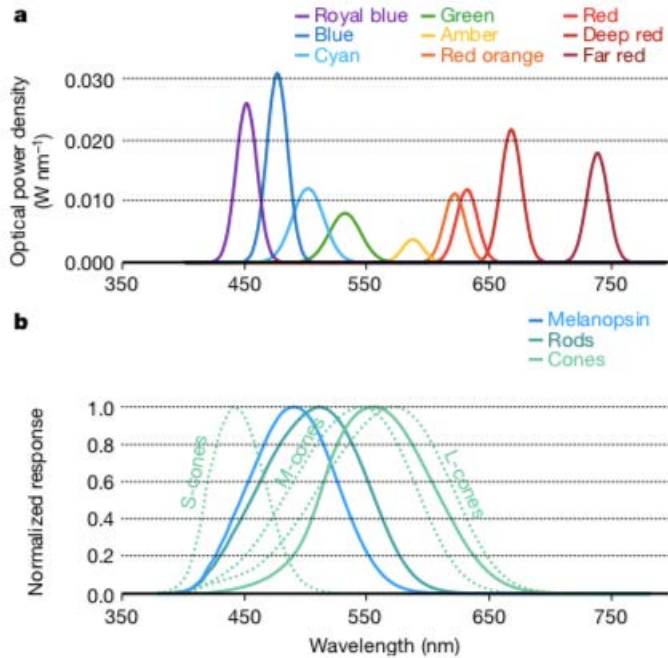 a
Royal blue
Green
Red
Blue
Amber
Deep red
Cyan
Red orange
Far red
Optical power density
(W nm⁻¹)
0.030
0.020
0.010
0.000
350
450
550
650
750
b
Melanopsin
Rods
Cones
Normalized response
1.0
0.8
0.6
0.4
0.2
0.0
S-cones
M-cones
L-cones
350
450
550
650
750
Wavelength (nm)